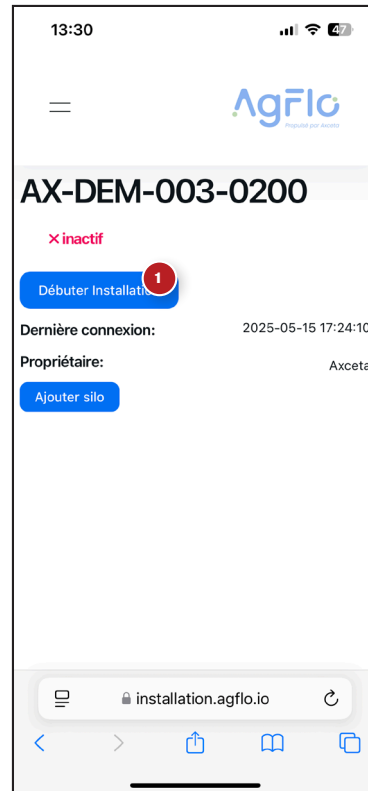 13:30
47
AgFlo
Propulsé par Axceta
AX-DEM-003-0200
× inactif
1
Débuter Installatio
Dernière connexion:
2025-05-15 17:24:10
Propriétaire:
Axceta
Ajouter silo
installation.agflo.io